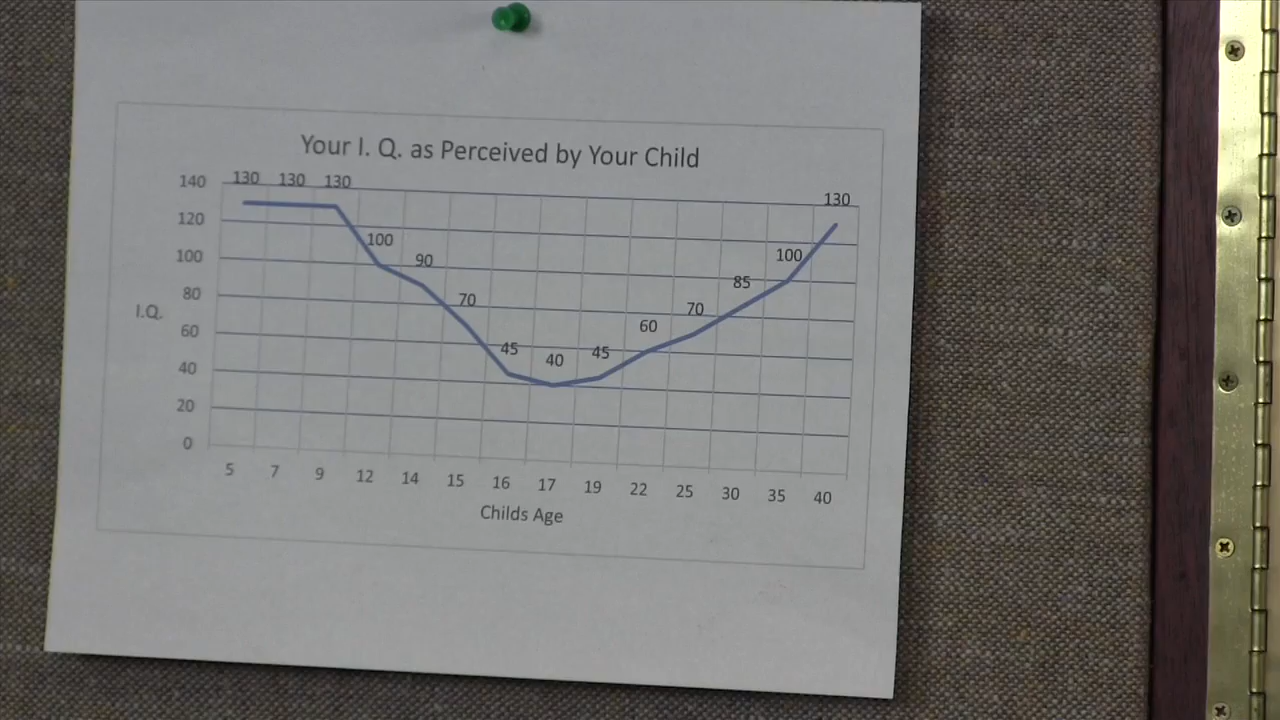 Your I. Q. as Perceived by Your Child
140
120
100
80
60
40
20
0
I.Q.
130 130 130 100 90 70 45 40 45 60 70 85 100 130
5 7 9 12 14 15 16 17 19 22 25 30 35 40
Childs Age